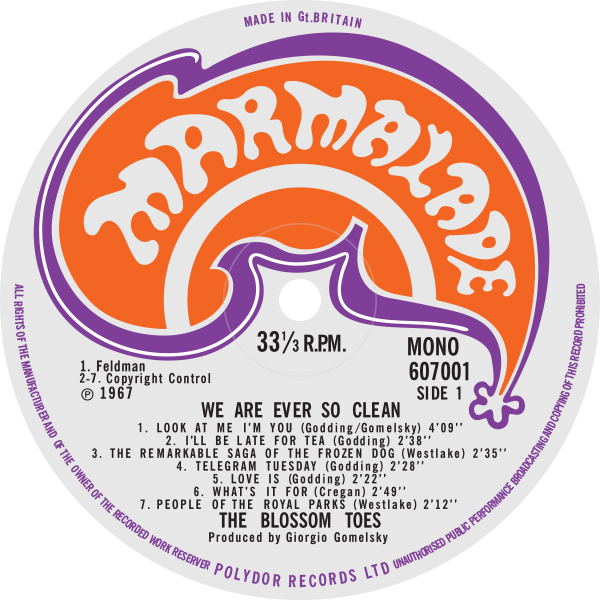 MADE IN Gt.BRITAIN
MARMALADE
33⅓ R.P.M.
MONO
607001
SIDE 1
1. Feldman
2-7. Copyright Control
℗ 1967
WE ARE EVER SO CLEAN
1. LOOK AT ME I'M YOU (Godding/Gomelsky) 4'09''
2. I'LL BE LATE FOR TEA (Godding) 2'38''
3. THE REMARKABLE SAGA OF THE FROZEN DOG (Westlake) 2'35''
4. TELEGRAM TUESDAY (Godding) 2'28''
5. LOVE IS (Godding) 2'22''
6. WHAT'S IT FOR (Cregan) 2'49''
7. PEOPLE OF THE ROYAL PARKS (Westlake) 2'12''
THE BLOSSOM TOES
Produced by Giorgio Gomelsky
ALL RIGHTS OF THE MANUFACTURER AND OF THE OWNER OF THE RECORDED WORK RESERVER
POLYDOR RECORDS LTD
UNAUTHORISED PUBLIC PERFORMANCE BROADCASTING AND COPYING OF THIS RECORD PROHIBITED